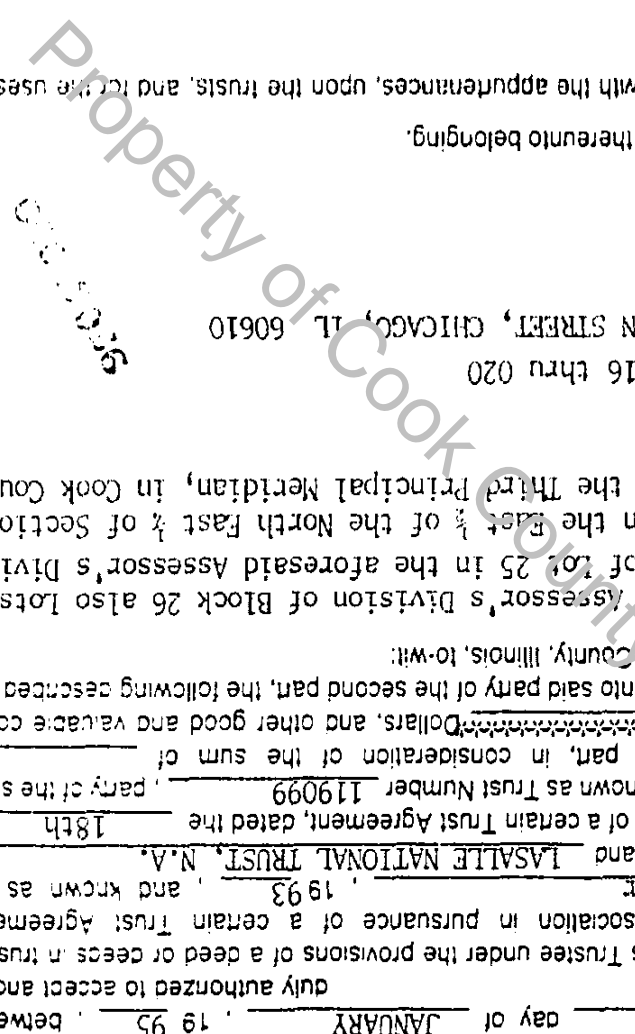 day of JANUARY , 19 95 , betwe
duly authorized to accept and
s Trustee under the provisions of a deed or deeds in trus
sociation in pursuance of a certain Trust Agreeme
r , 1993 , and known as
and LASALLE NATIONAL TRUST, N.A.
of a certain Trust Agreement, dated the 18th
nown as Trust Number 119099 , party of the s
part, in consideration of the sum of
Dollars, and other good and valuable co
nto said party of the second part, the following described
County, Illinois, to-wit:
Assessor's Division of Block 26 also Lots
of Lot 25 in the aforesaid Assessor's Divi
n the East ½ of the North East ¼ of Sectio
the Third Principal Meridian, in Cook Cou
16 thru 020
N STREET, CHICAGO, IL 60610
thereunto belonging.
with the appurtenances, upon the trusts, and for the uses
Property of Cook County